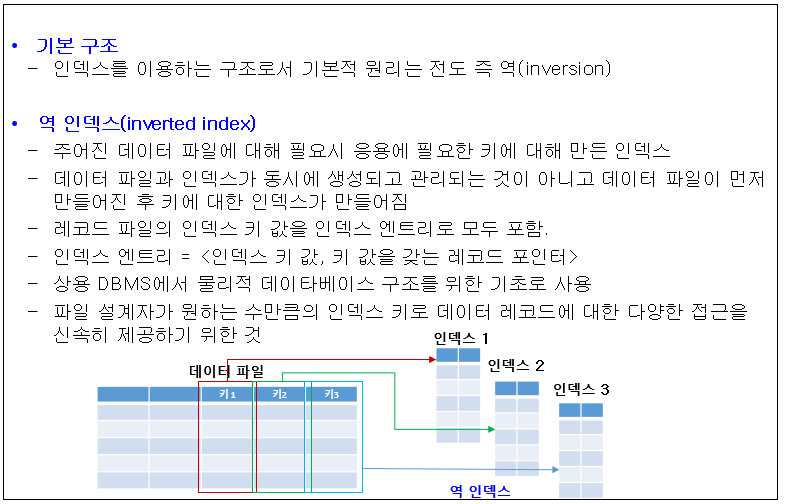 • 기본 구조
– 인덱스를 이용하는 구조로서 기본적 원리는 전도 즉 역(inversion)
• 역 인덱스(inverted index)
– 주어진 데이터 파일에 대해 필요시 응용에 필요한 키에 대해 만든 인덱스
– 데이터 파일과 인덱스가 동시에 생성되고 관리되는 것이 아니고 데이터 파일이 먼저
만들어진 후 키에 대한 인덱스가 만들어짐
– 레코드 파일의 인덱스 키 값을 인덱스 엔트리로 모두 포함.
– 인덱스 엔트리 = <인덱스 키 값, 키 값을 갖는 레코드 포인터>
– 상용 DBMS에서 물리적 데이타베이스 구조를 위한 기초로 사용
– 파일 설계자가 원하는 수만큼의 인덱스 키로 데이터 레코드에 대한 다양한 접근을
신속히 제공하기 위한 것
인덱스 1
인덱스 2
데이터 파일
인덱스 3
키1 키2 키3
역 인덱스